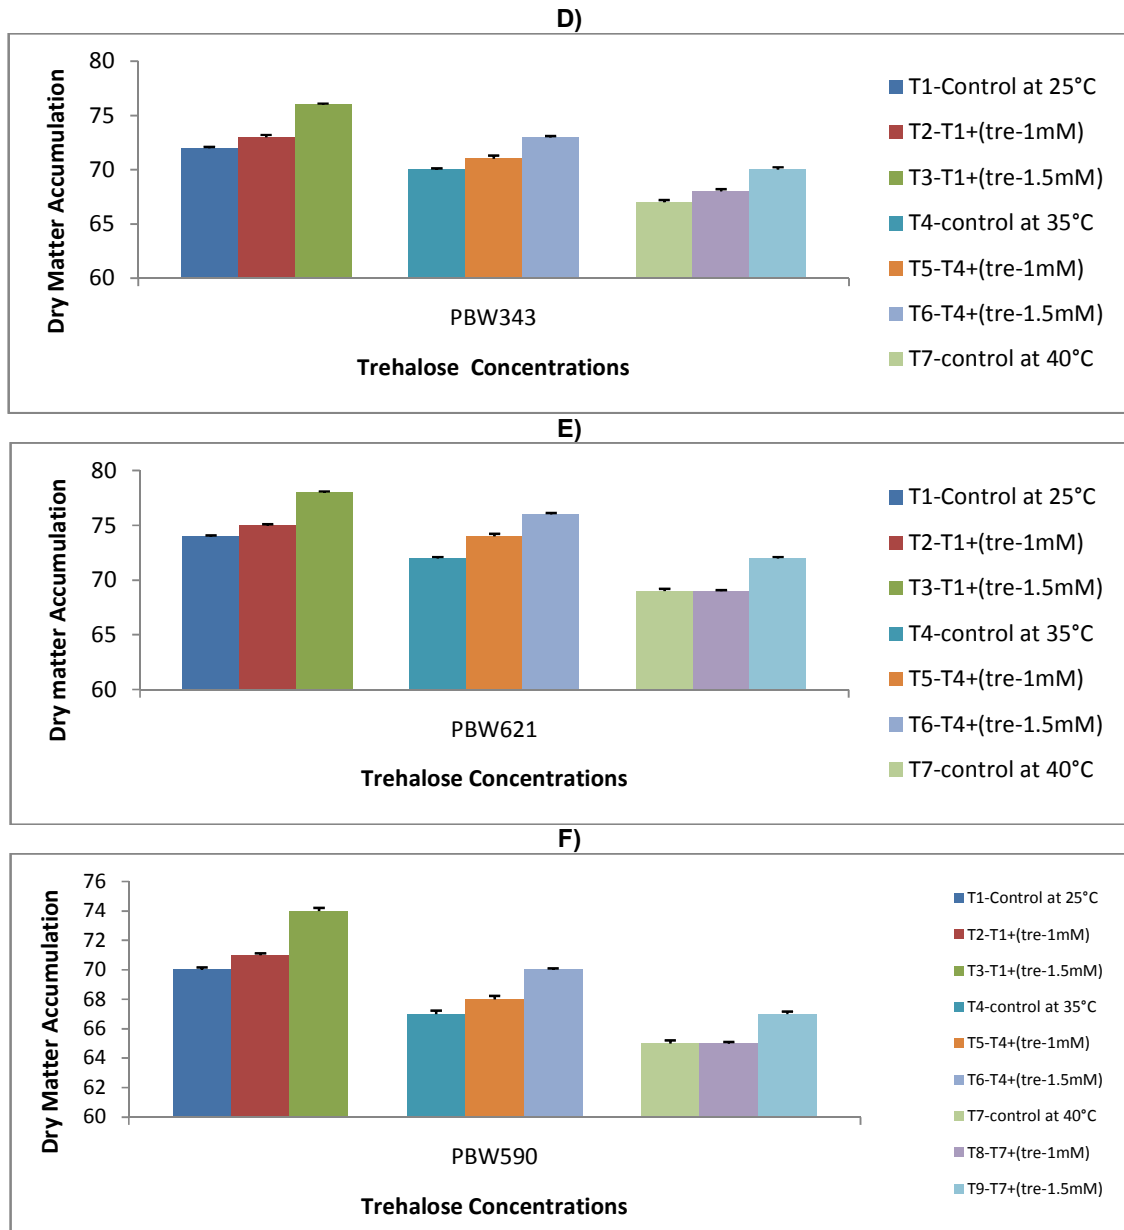 D)
Dry Matter Accumulation
80
75
70
65
60
PBW343
Trehalose Concentrations
T1-Control at 25°C
T2-T1+(tre-1mM)
T3-T1+(tre-1.5mM)
T4-control at 35°C
T5-T4+(tre-1mM)
T6-T4+(tre-1.5mM)
T7-control at 40°C
E)
Dry matter Accumulation
80
75
70
65
60
PBW621
Trehalose Concentrations
T1-Control at 25°C
T2-T1+(tre-1mM)
T3-T1+(tre-1.5mM)
T4-control at 35°C
T5-T4+(tre-1mM)
T6-T4+(tre-1.5mM)
T7-control at 40°C
F)
Dry Matter Accumulation
76
74
72
70
68
66
64
62
60
PBW590
Trehalose Concentrations
T1-Control at 25°C
T2-T1+(tre-1mM)
T3-T1+(tre-1.5mM)
T4-control at 35°C
T5-T4+(tre-1mM)
T6-T4+(tre-1.5mM)
T7-control at 40°C
T8-T7+(tre-1mM)
T9-T7+(tre-1.5mM)